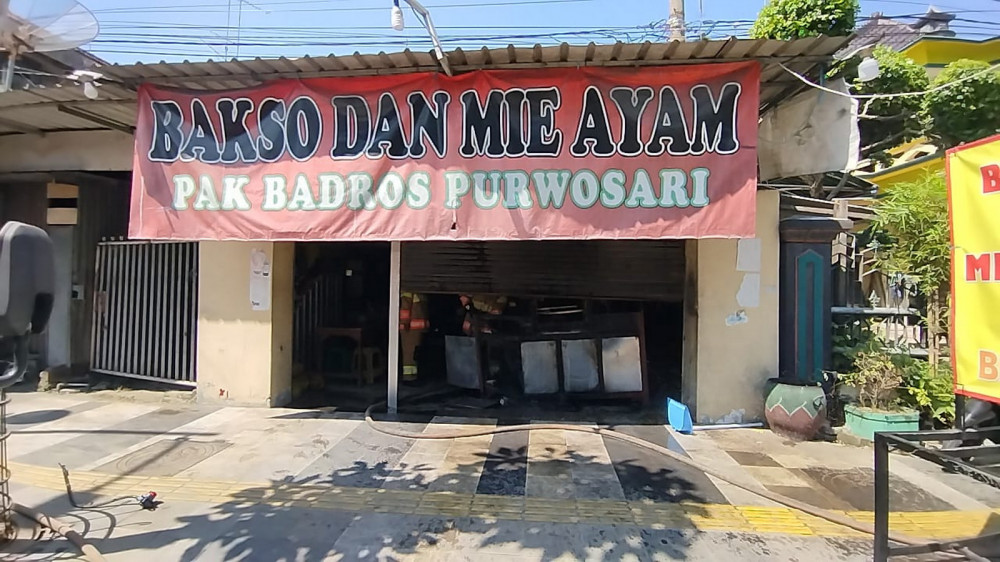 BAKSO DAN MIE AYAM
PAK BADROS PURWOSARI